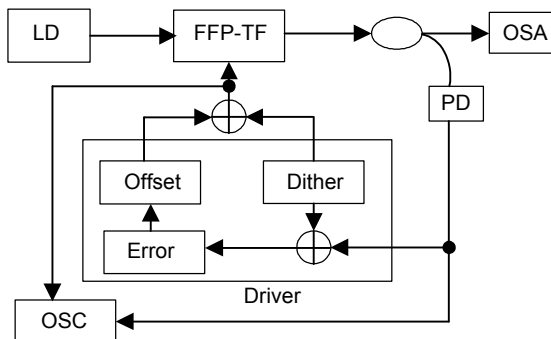 LD
FFP-TF
OSA
PD
Offset
Dither
Error
Driver
OSC